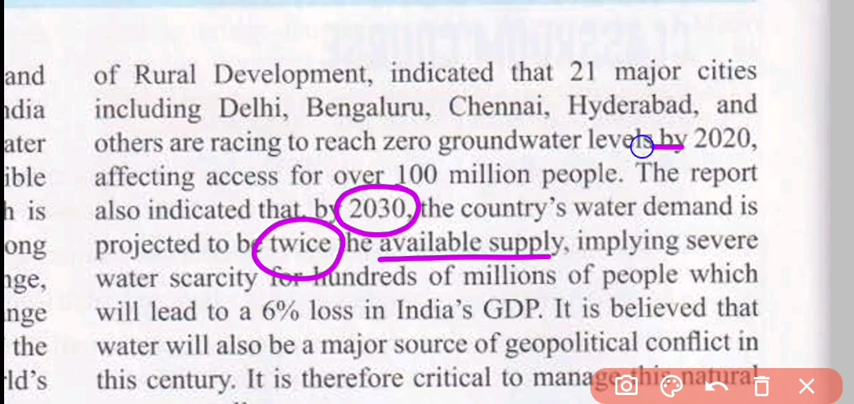 and
ndia
ater
ible
h is
ong
nge,
ange
the
rld's
of Rural Development, indicated that 21 major cities
including Delhi, Bengaluru, Chennai, Hyderabad, and
others are racing to reach zero groundwater levels by 2020,
affecting access for over 100 million people. The report
also indicated that, by 2030, the country's water demand is
projected to be twice the available supply, implying severe
water scarcity for hundreds of millions of people which
will lead to a 6% loss in India's GDP. It is believed that
water will also be a major source of geopolitical conflict in
this century. It is therefore critical to manage this natural